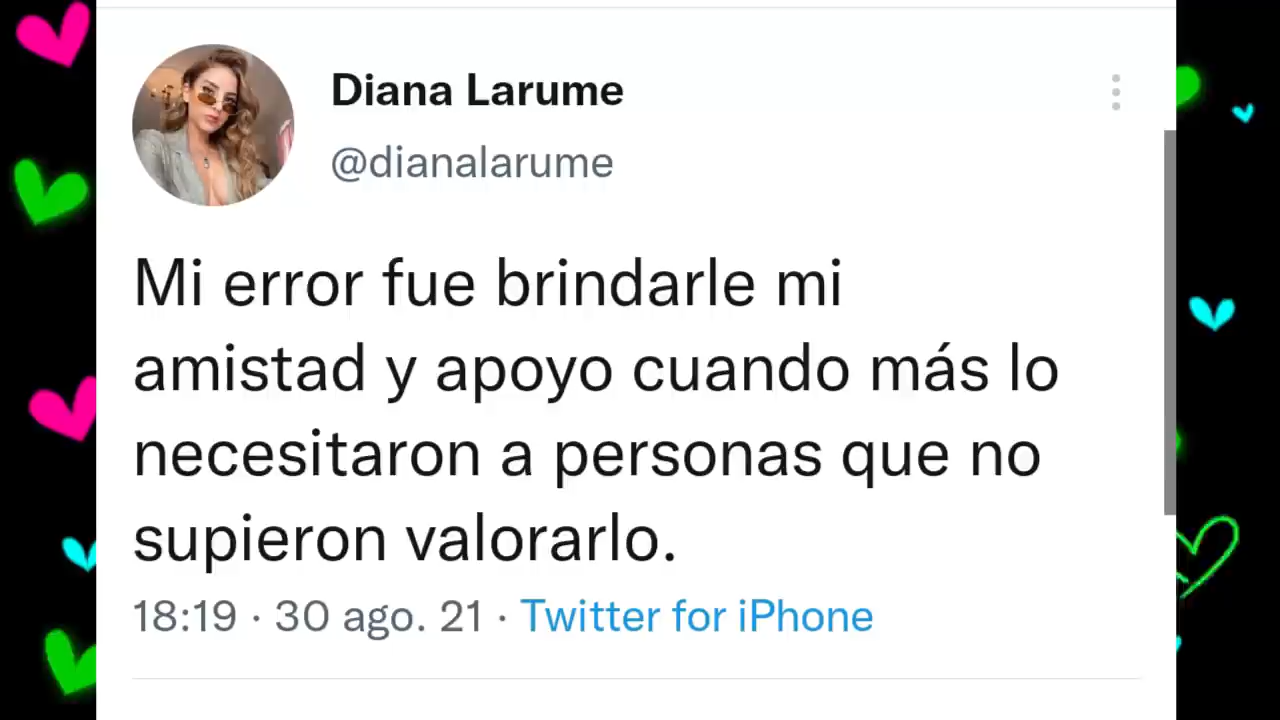 Diana Larume
@dianalarume
Mi error fue brindarle mi
amistad y apoyo cuando más lo
necesitaron a personas que no
supieron valorarlo.
18:19 · 30 ago. 21 · Twitter for iPhone